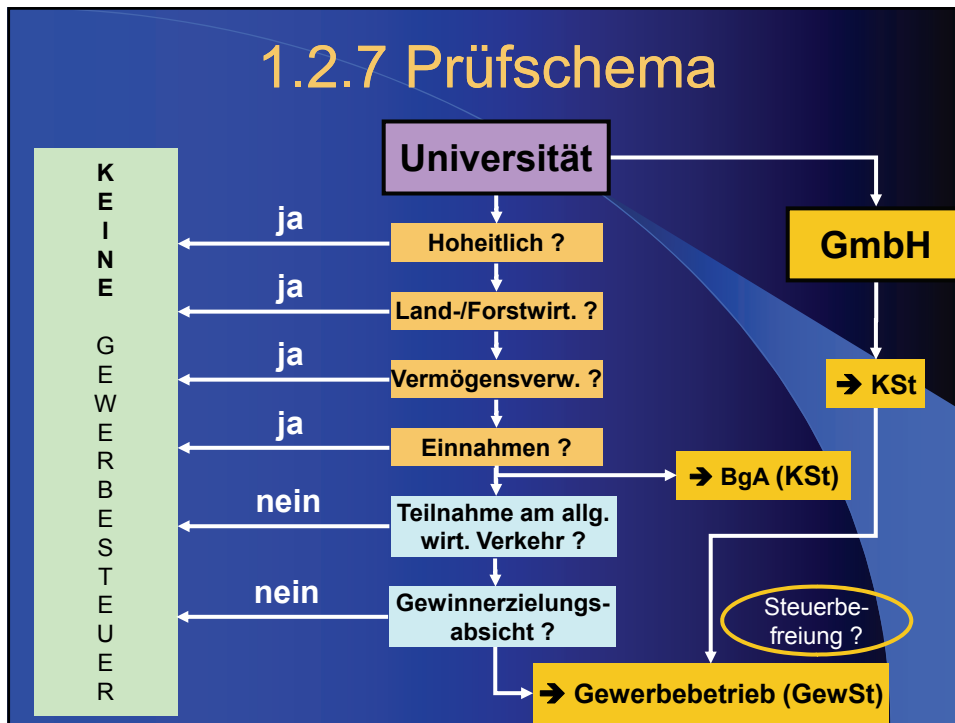 1.2.7 Prüfschema
Universität
KEINE GEWERBESTEUER
ja
Hoheitlich ?
GmbH
ja
Land-/Forstwirt. ?
ja
Vermögensverw. ?
➔ KSt
ja
Einnahmen ?
➔ BgA (KSt)
nein
Teilnahme am allg.
wirt. Verkehr ?
nein
Gewinnerzielungs-
absicht ?
Steuerbe-
freiung ?
➔ Gewerbebetrieb (GewSt)